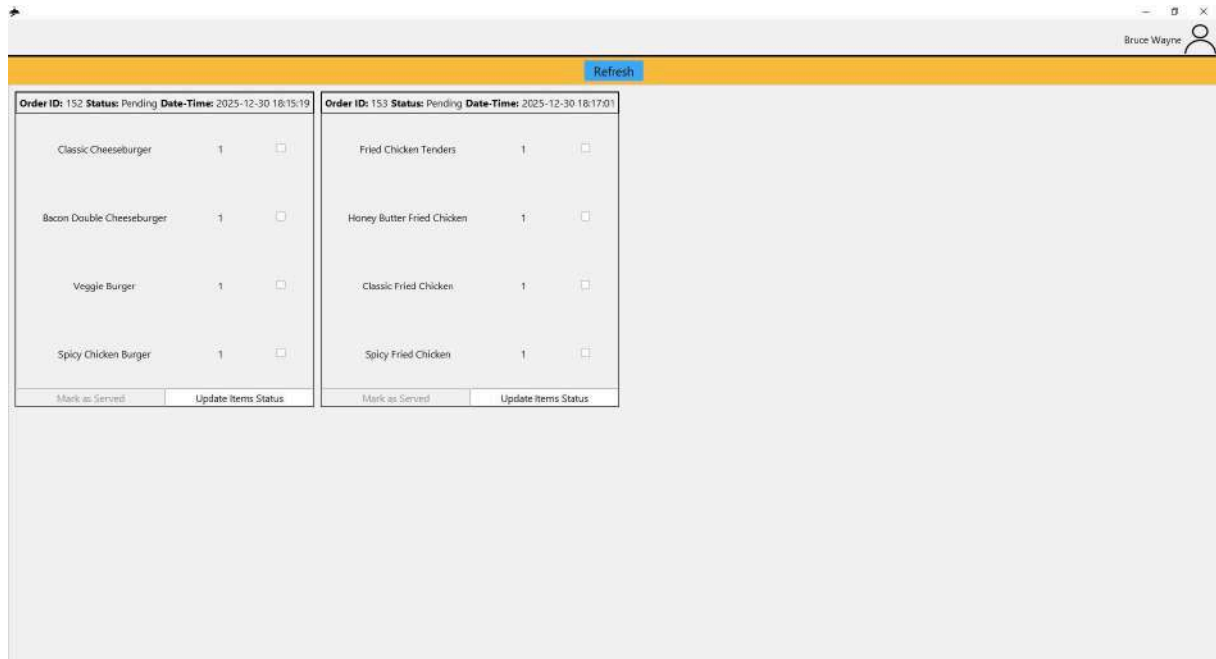 Bruce Wayne
Refresh
Order ID: 152 Status: Pending Date-Time: 2025-12-30 18:15:19
Classic Cheeseburger 1
Bacon Double Cheeseburger 1
Veggie Burger 1
Spicy Chicken Burger 1
Mark as Served Update Items Status
Order ID: 153 Status: Pending Date-Time: 2025-12-30 18:17:01
Fried Chicken Tenders 1
Honey Butter Fried Chicken 1
Classic Fried Chicken 1
Spicy Fried Chicken 1
Mark as Served Update Items Status